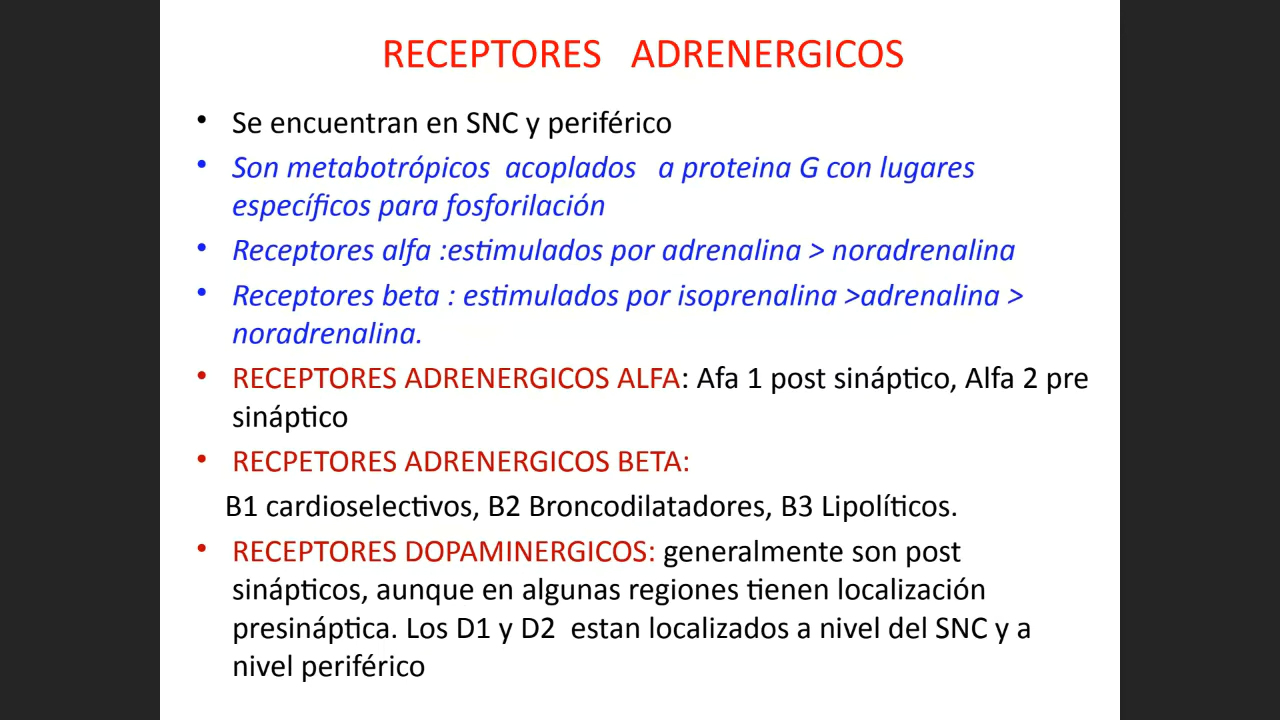 RECEPTORES ADRENERGICOS
• Se encuentran en SNC y periférico
• Son metabotrópicos acoplados a proteina G con lugares
específicos para fosforilación
• Receptores alfa :estimulados por adrenalina > noradrenalina
• Receptores beta : estimulados por isoprenalina >adrenalina >
noradrenalina.
• RECEPTORES ADRENERGICOS ALFA: Afa 1 post sináptico, Alfa 2 pre
sináptico
• RECPETORES ADRENERGICOS BETA:
B1 cardioselectivos, B2 Broncodilatadores, B3 Lipolíticos.
• RECEPTORES DOPAMINERGICOS: generalmente son post
sinápticos, aunque en algunas regiones tienen localización
presináptica. Los D1 y D2 estan localizados a nivel del SNC y a
nivel periférico